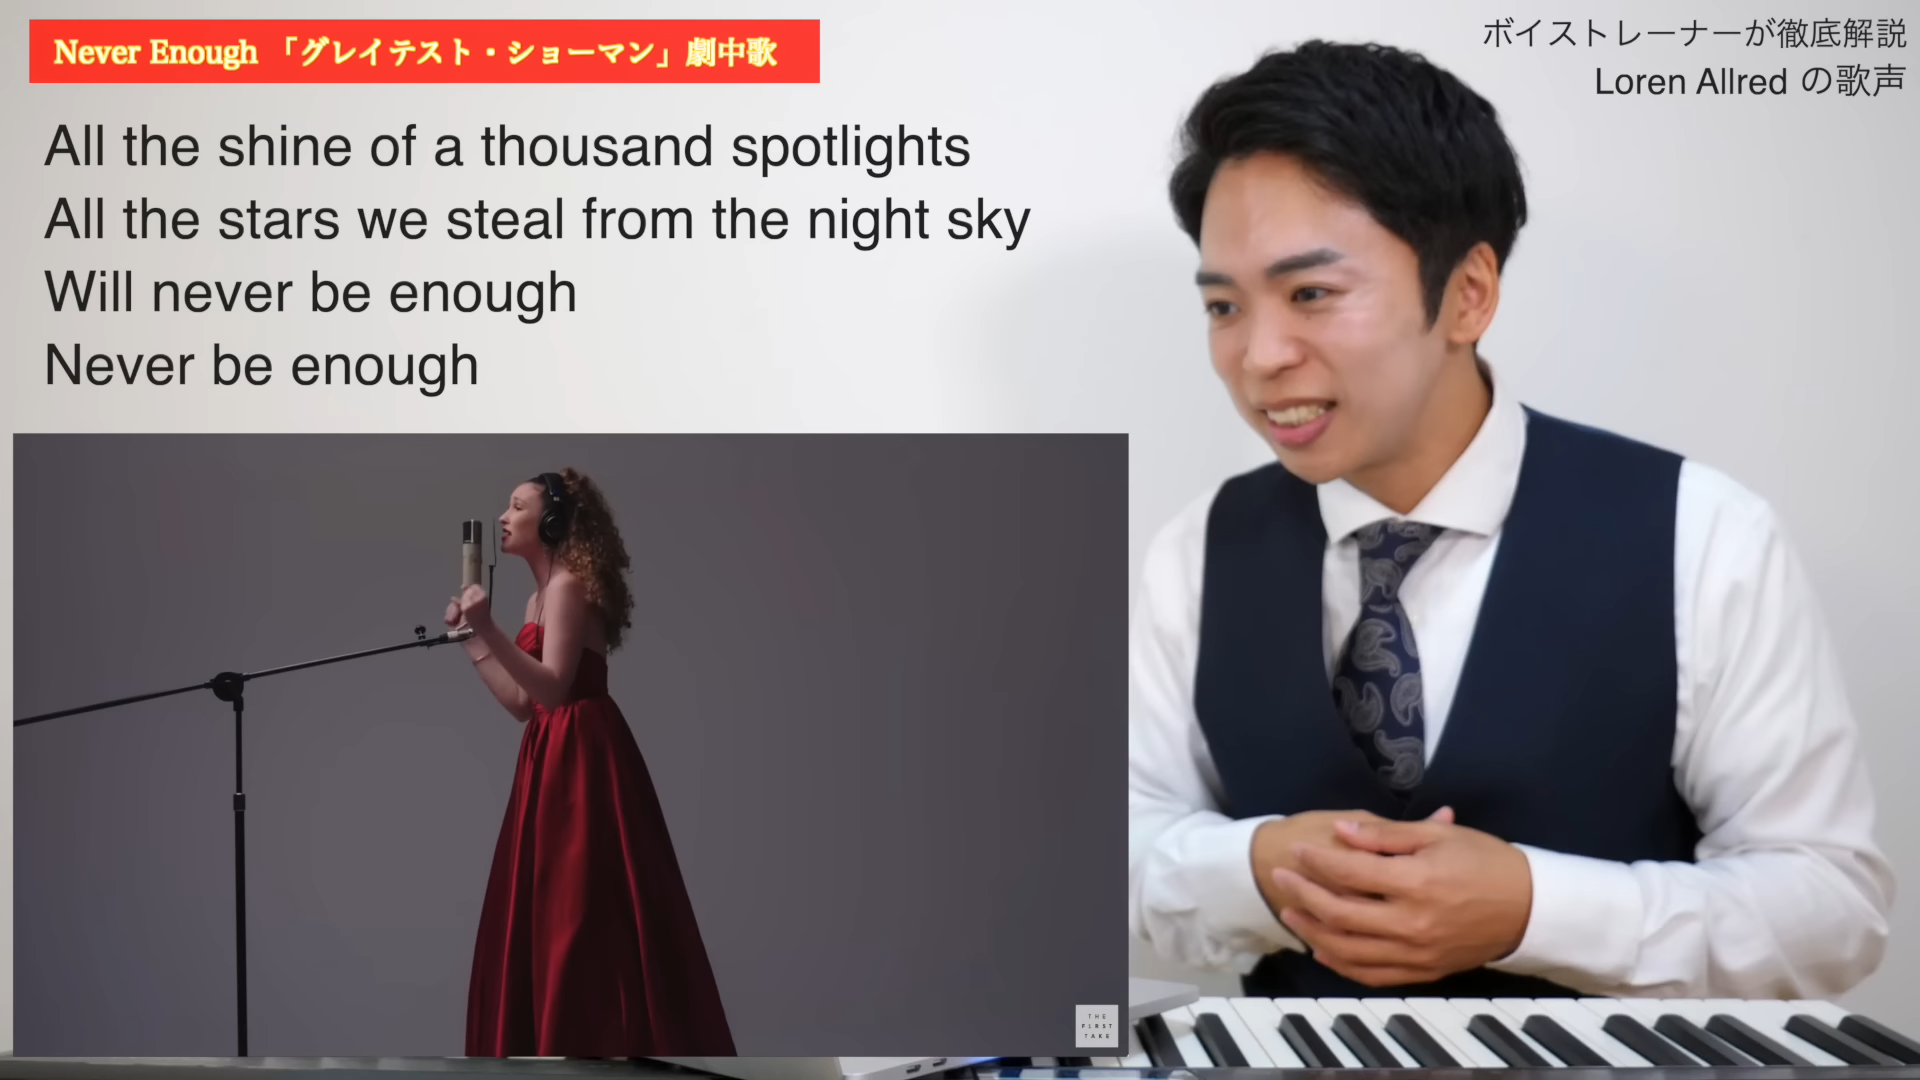 Never Enough 「グレイテスト・ショーマン」劇中歌
ボイストレーナーが徹底解説
Loren Allred の歌声
All the shine of a thousand spotlights
All the stars we steal from the night sky
Will never be enough
Never be enough
THE
FIRST
TAKE